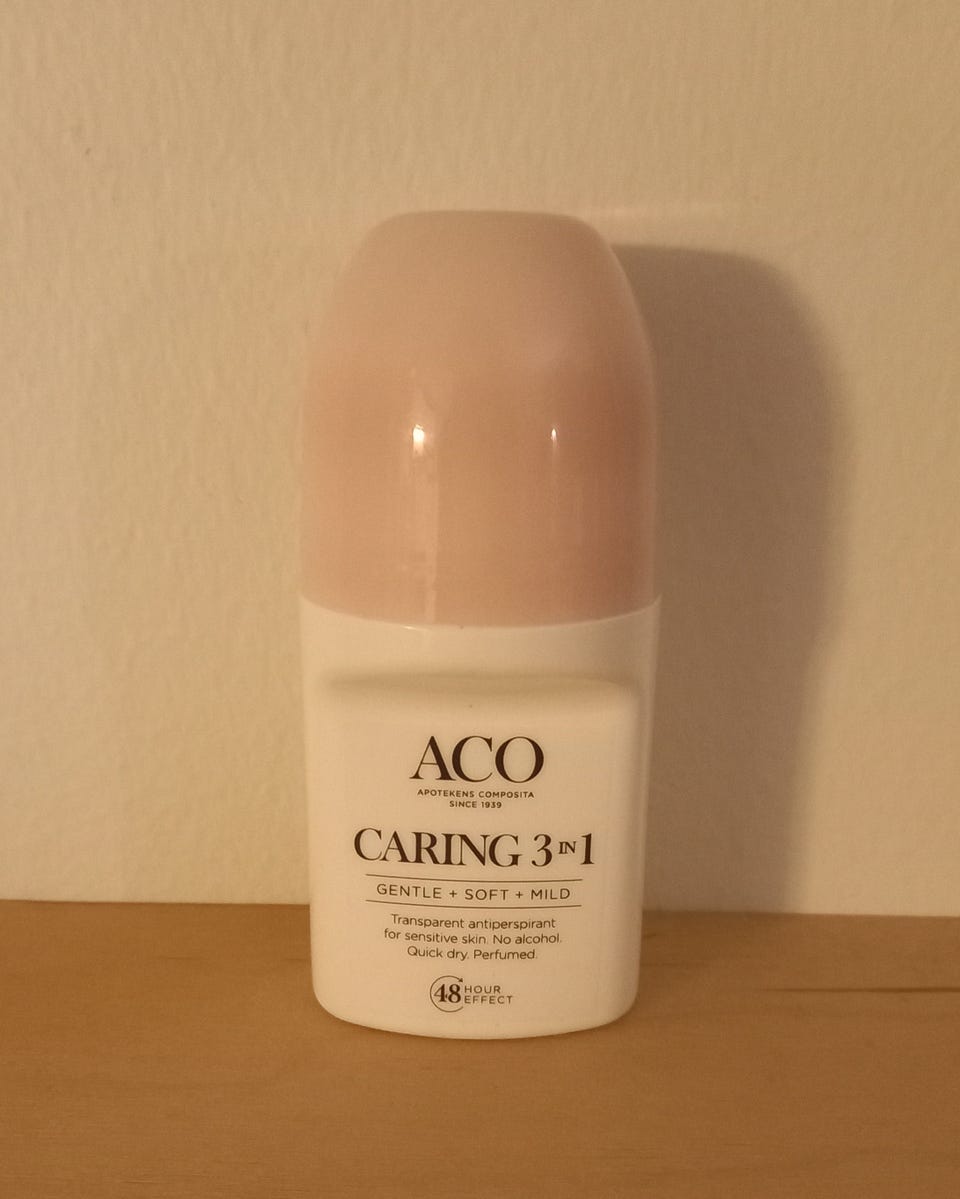 ACO
APOTEKENS COMPOSITA
SINCE 1939
CARING 3 IN 1
GENTLE + SOFT + MILD
Transparent antiperspirant
for sensitive skin. No alcohol.
Quick dry. Perfumed.
48 HOUR
EFFECT